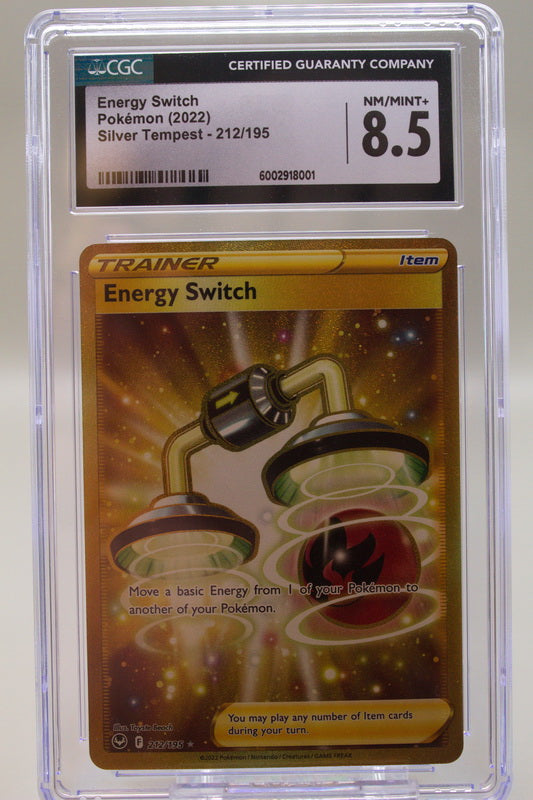 CGC
CERTIFIED GUARANTY COMPANY
Energy Switch
Pokémon (2022)
Silver Tempest - 212/195
NM/MINT+
8.5
6002918001
TRAINER
Item
Energy Switch
Move a basic Energy from 1 of your Pokémon to
another of your Pokémon.
Illus. Toyste Beach
You may play any number of Item cards
during your turn.
F
212/195
©2022 Pokémon / Nintendo / Creatures / GAME FREAK